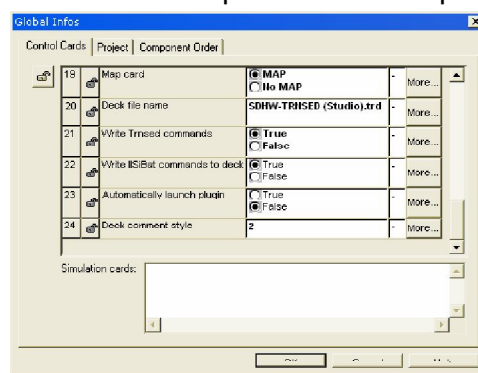 Global Infos
Control Cards Project Component Order
19 Map card MAP - More...
No MAP
20 Deck file name SDHW-TRNSED (Studio).trd - More...
21 Write Trnsed commands True - More...
False
22 Write IISiBat commands to deck True - More...
False
23 Automatically launch plugin True - More...
False
24 Deck comment style 2 - More...
Simulation cards: